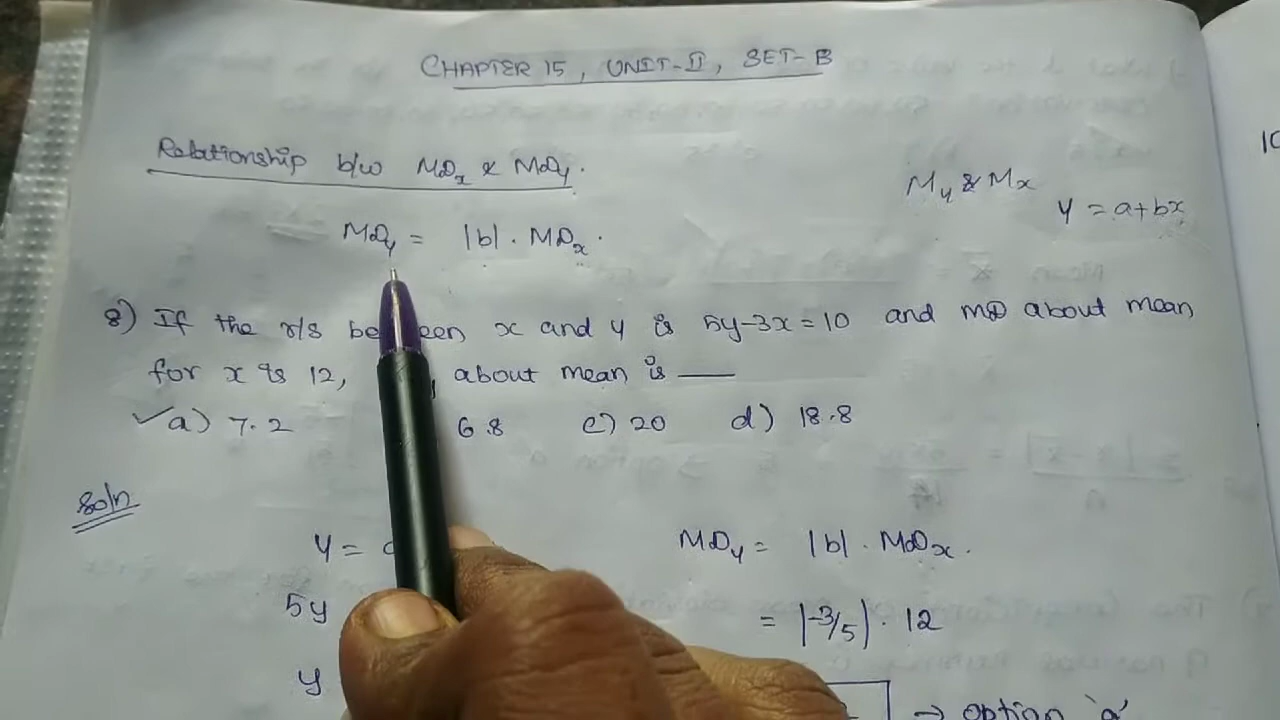 CHAPTER 15, UNIT-II, SET-B
Relationship b/w MDx & MDy.
My & Mx
y = a+bx
MDy = |b| . MDx.
8) If the r/s between x and y is 5y-3x=10 and MD about mean
for x is 12, about mean is ___
✓a) 7.2 6.8 c) 20 d) 18.8
Soln
y = MDy = |b| . MDx.
5y = |-3/5| . 12
y → option 'a'